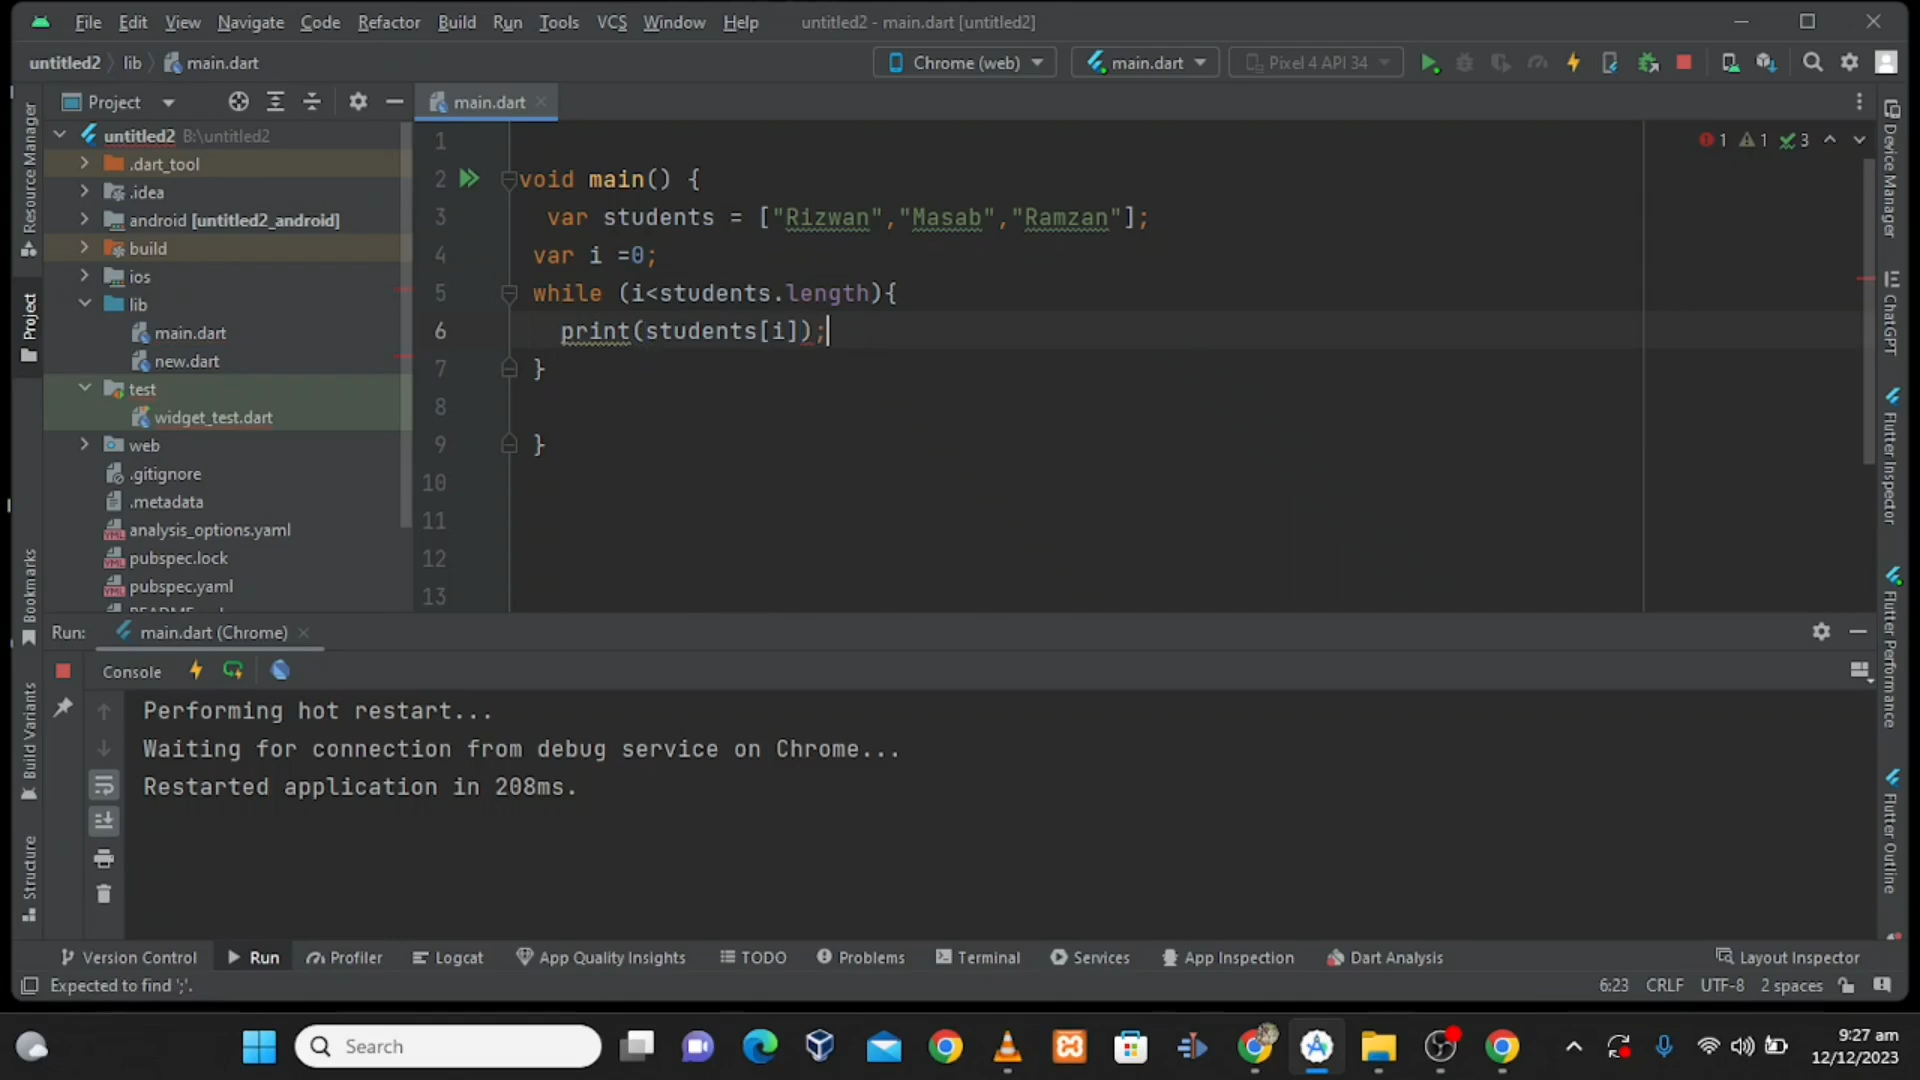 File Edit View Navigate Code Refactor Build Run Tools VCS Window Help untitled2 - main.dart [untitled2]
untitled2 lib main.dart Chrome (web) main.dart Pixel 4 API 34
Project main.dart
Resource Manager
Project
Bookmarks
Build Variants
Structure
untitled2 B:\untitled2
.dart_tool
.idea
android [untitled2_android]
build
ios
lib
main.dart
new.dart
test
widget_test.dart
web
.gitignore
.metadata
analysis_options.yaml
pubspec.lock
pubspec.yaml
1
2 void main() {
3 var students = ["Rizwan","Masab","Ramzan"];
4 var i =0;
5 while (i<students.length){
6 print(students[i]);
7 }
8
9 }
10
11
12
13
1 1 3
Device Manager
ChatGPT
Flutter Inspector
Flutter Performance
Flutter Outline
Run: main.dart (Chrome)
Console
Performing hot restart...
Waiting for connection from debug service on Chrome...
Restarted application in 208ms.
Version Control Run Profiler Logcat App Quality Insights TODO Problems Terminal Services App Inspection Dart Analysis Layout Inspector
Expected to find ';'. 6:23 CRLF UTF-8 2 spaces
Search
9:27 am
12/12/2023